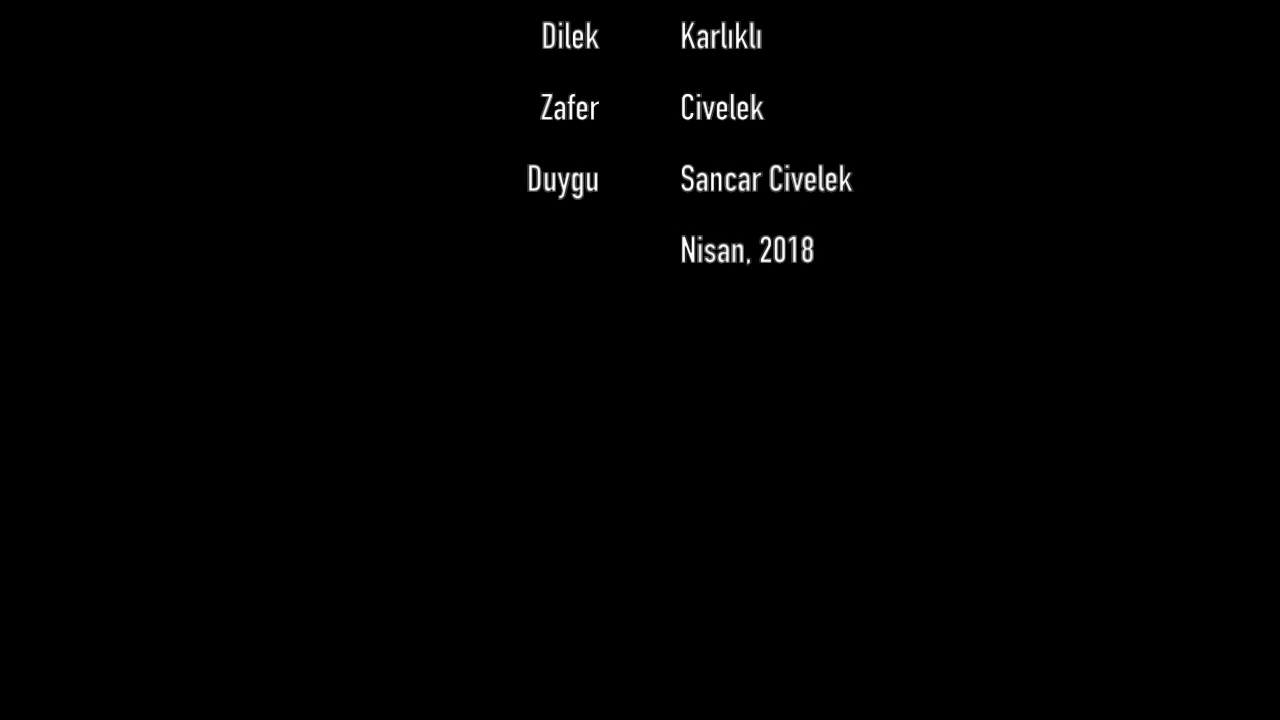 Dilek Karlıklı
Zafer Civelek
Duygu Sancar Civelek
Nisan, 2018